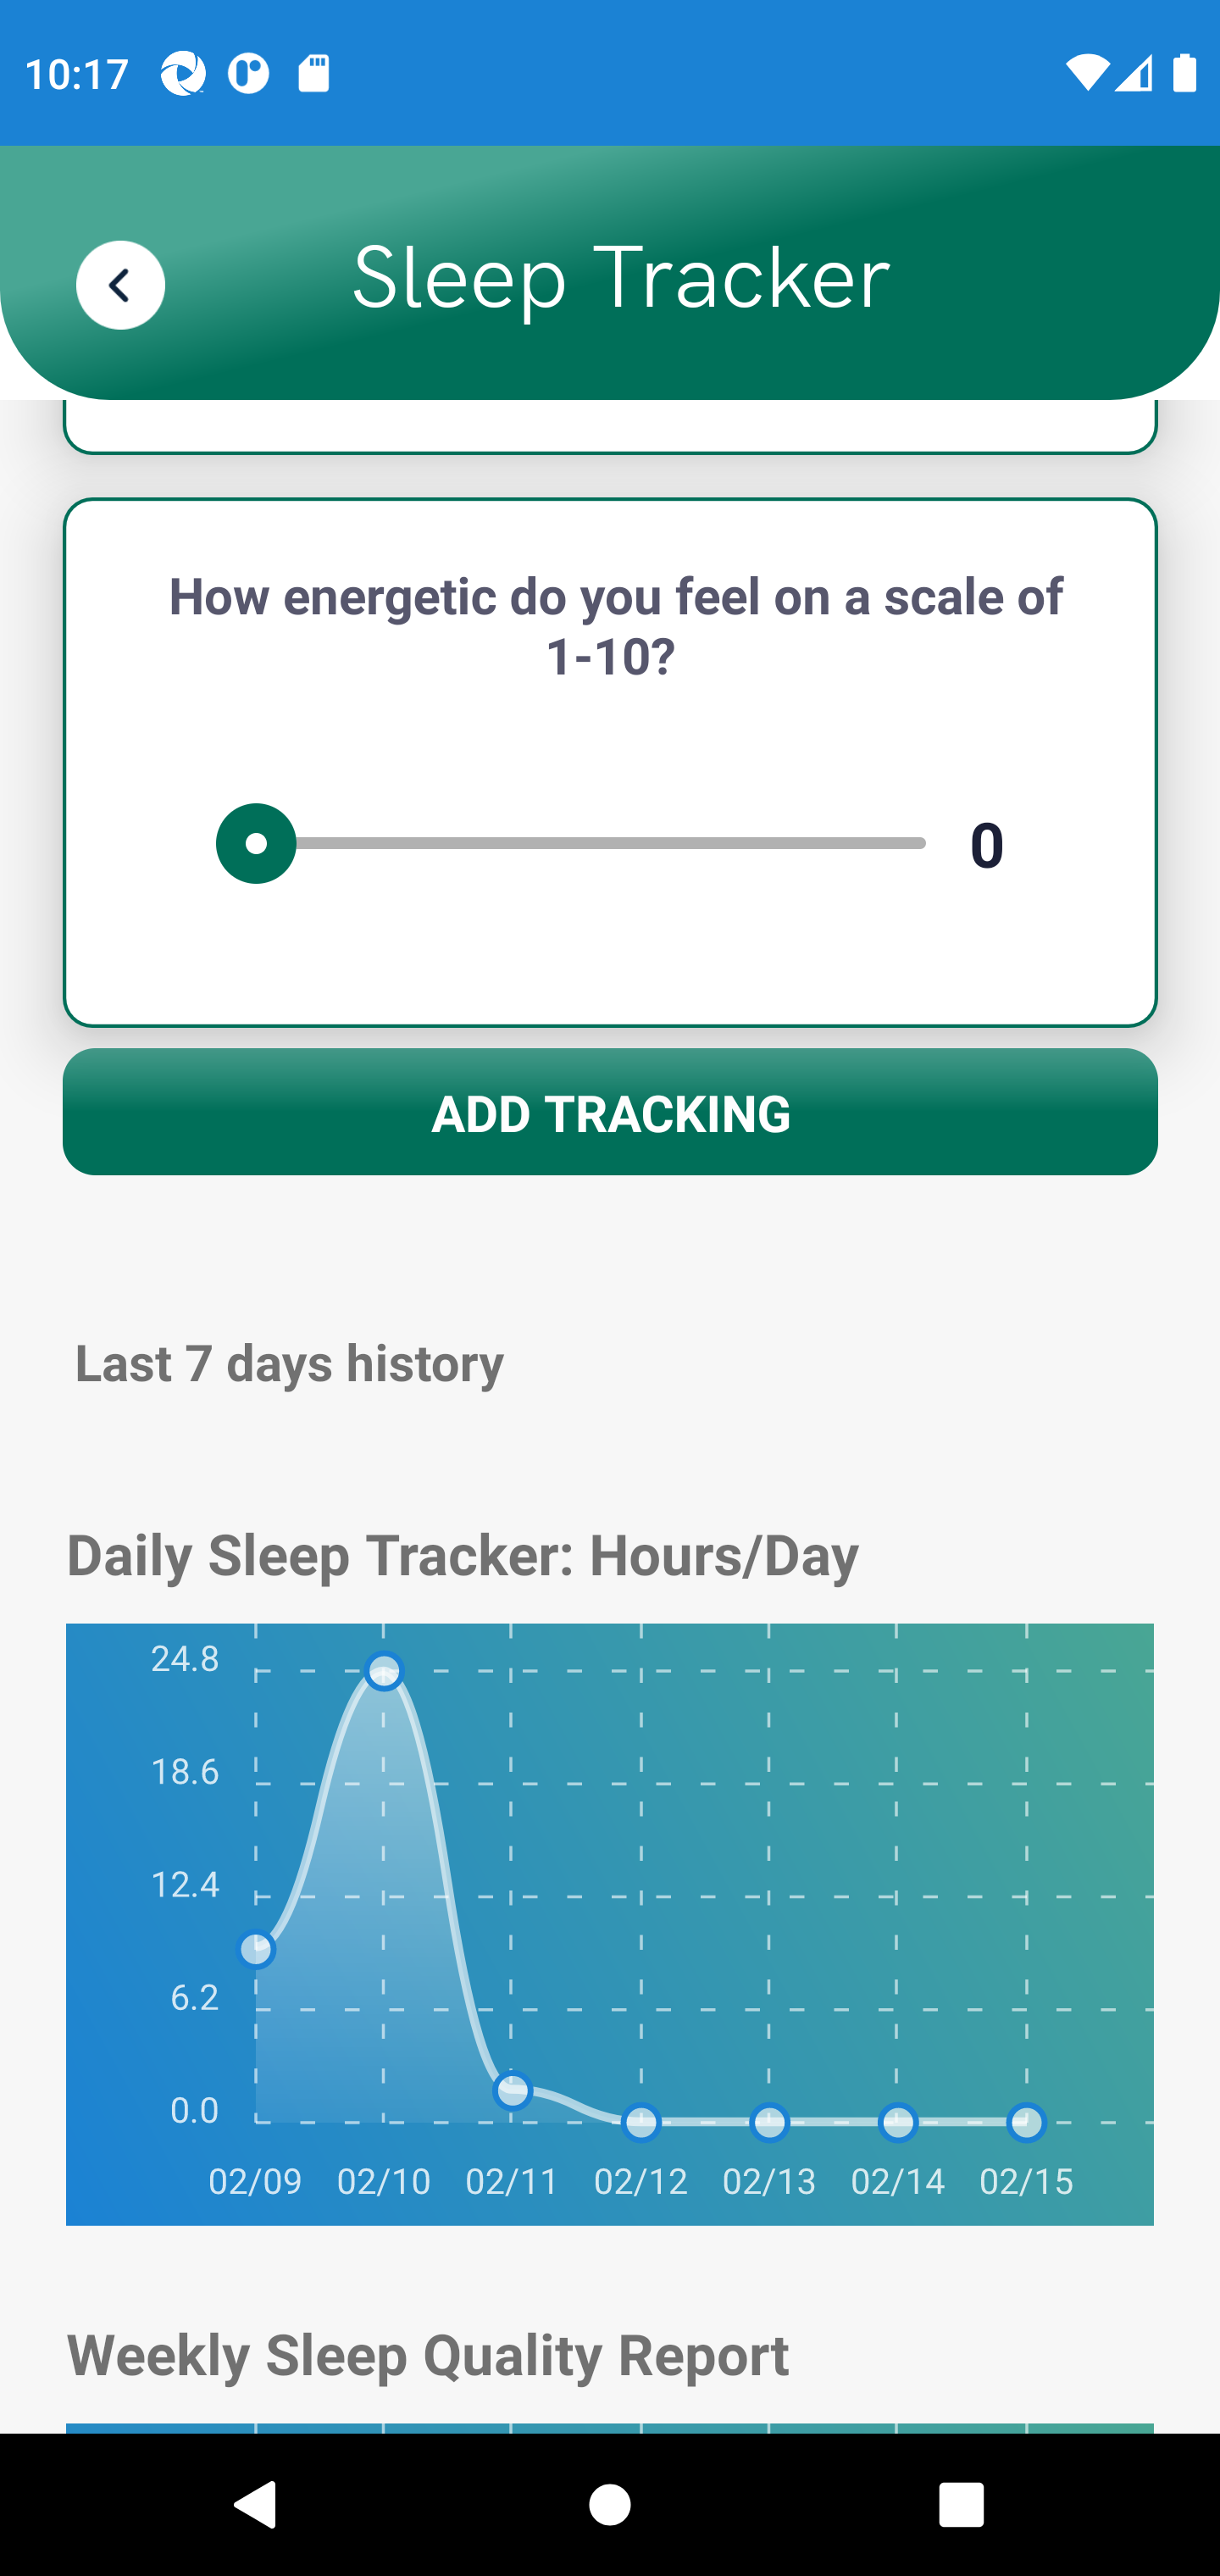 10:17
Sleep Tracker
How energetic do you feel on a scale of
1-10?
0
ADD TRACKING
Last 7 days history
Daily Sleep Tracker: Hours/Day
24.8
18.6
12.4
6.2
0.0
02/09 02/10 02/11 02/12 02/13 02/14 02/15
Weekly Sleep Quality Report